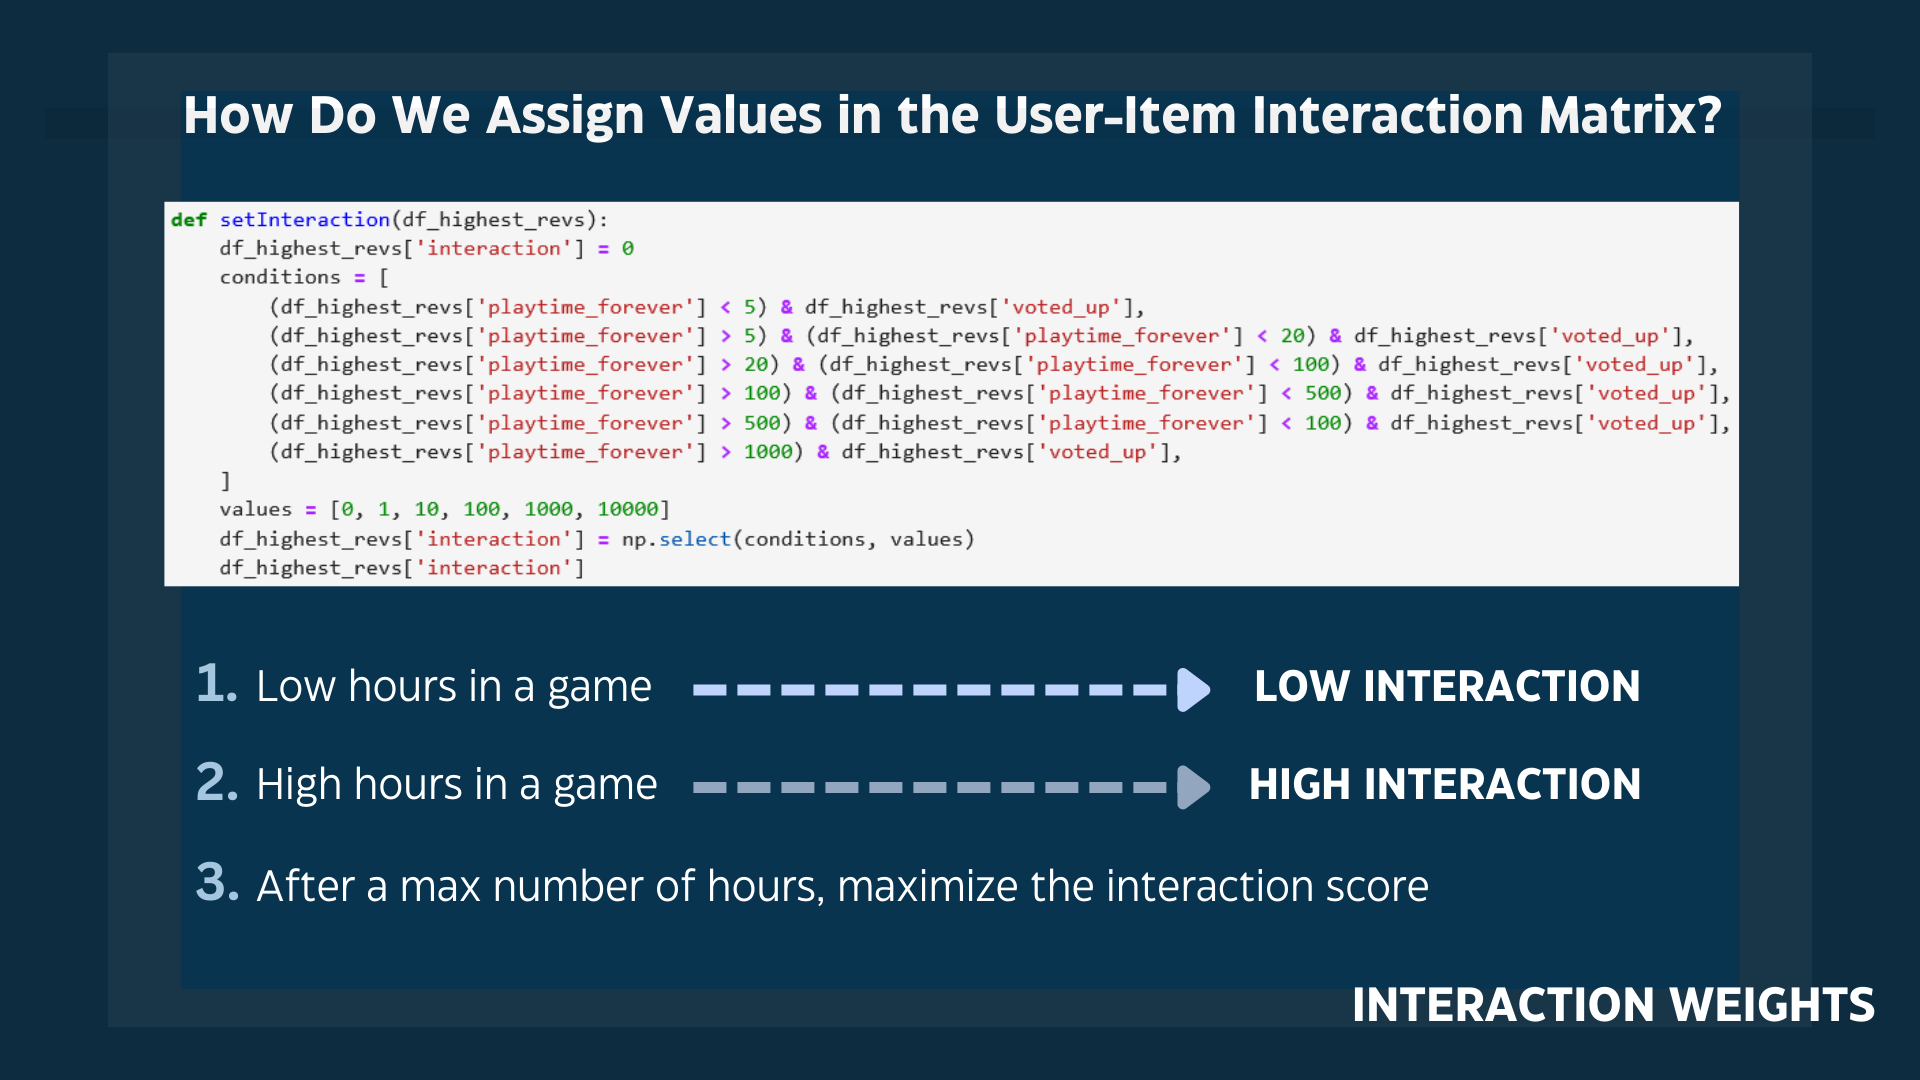 How Do We Assign Values in the User-Item Interaction Matrix?
def setInteraction(df_highest_revs):
    df_highest_revs['interaction'] = 0
    conditions = [
        (df_highest_revs['playtime_forever'] < 5) & df_highest_revs['voted_up'],
        (df_highest_revs['playtime_forever'] > 5) & (df_highest_revs['playtime_forever'] < 20) & df_highest_revs['voted_up'],
        (df_highest_revs['playtime_forever'] > 20) & (df_highest_revs['playtime_forever'] < 100) & df_highest_revs['voted_up'],
        (df_highest_revs['playtime_forever'] > 100) & (df_highest_revs['playtime_forever'] < 500) & df_highest_revs['voted_up'],
        (df_highest_revs['playtime_forever'] > 500) & (df_highest_revs['playtime_forever'] < 100) & df_highest_revs['voted_up'],
        (df_highest_revs['playtime_forever'] > 1000) & df_highest_revs['voted_up'],
    ]
    values = [0, 1, 10, 100, 1000, 10000]
    df_highest_revs['interaction'] = np.select(conditions, values)
    df_highest_revs['interaction']
1. Low hours in a game LOW INTERACTION
2. High hours in a game HIGH INTERACTION
3. After a max number of hours, maximize the interaction score
INTERACTION WEIGHTS